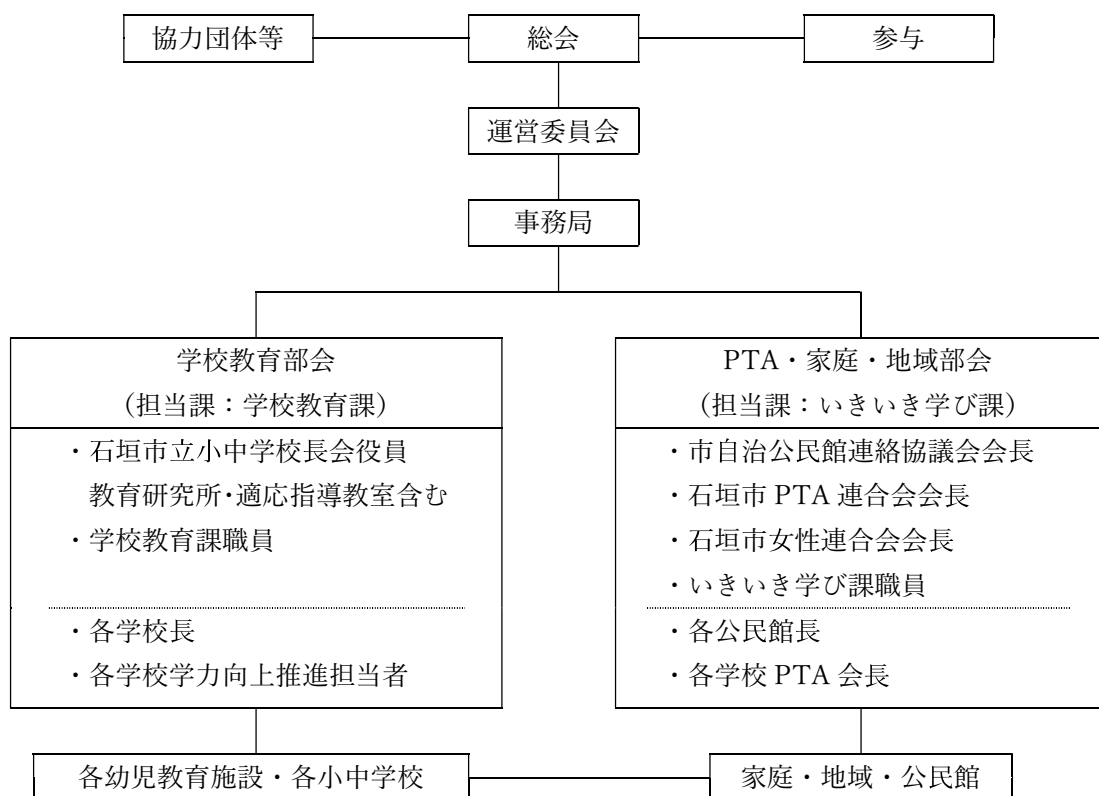 協力団体等
総会
参与
運営委員会
事務局
学校教育部会
（担当課：学校教育課）
・石垣市立小中学校長会役員
教育研究所･適応指導教室含む
・学校教育課職員
・各学校長
・各学校学力向上推進担当者
PTA・家庭・地域部会
（担当課：いきいき学び課）
・市自治公民館連絡協議会会長
・石垣市 PTA 連合会会長
・石垣市女性連合会会長
・いきいき学び課職員
・各公民館長
・各学校 PTA 会長
各幼児教育施設・各小中学校
家庭・地域・公民館